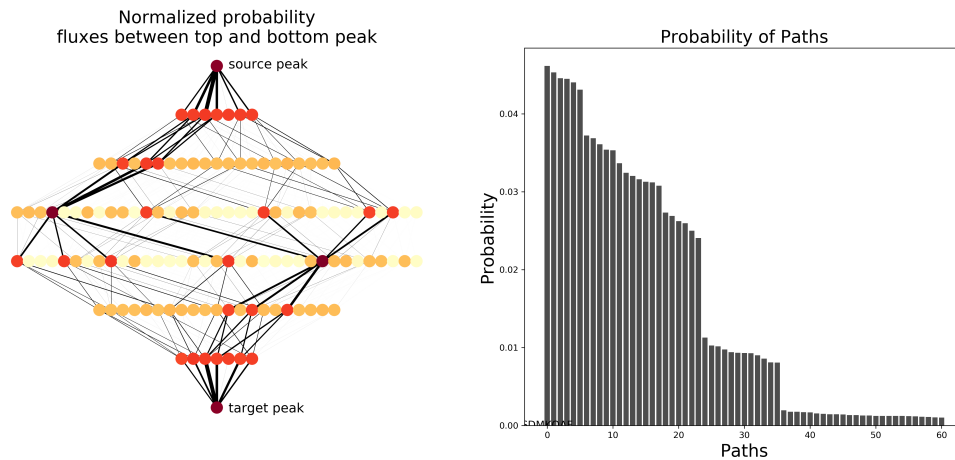 Normalized probability
fluxes between top and bottom peak
source peak
target peak
Probability of Paths
Probability
0.04
0.03
0.02
0.01
0.00
0 10 20 30 40 50 60
Paths